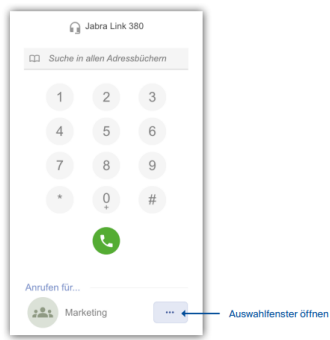 Jabra Link 380
Suche in allen Adressbüchern
1 2 3
4 5 6
7 8 9
* 0 #
+
Anrufen für...
Marketing ...
Auswahlfenster öffnen